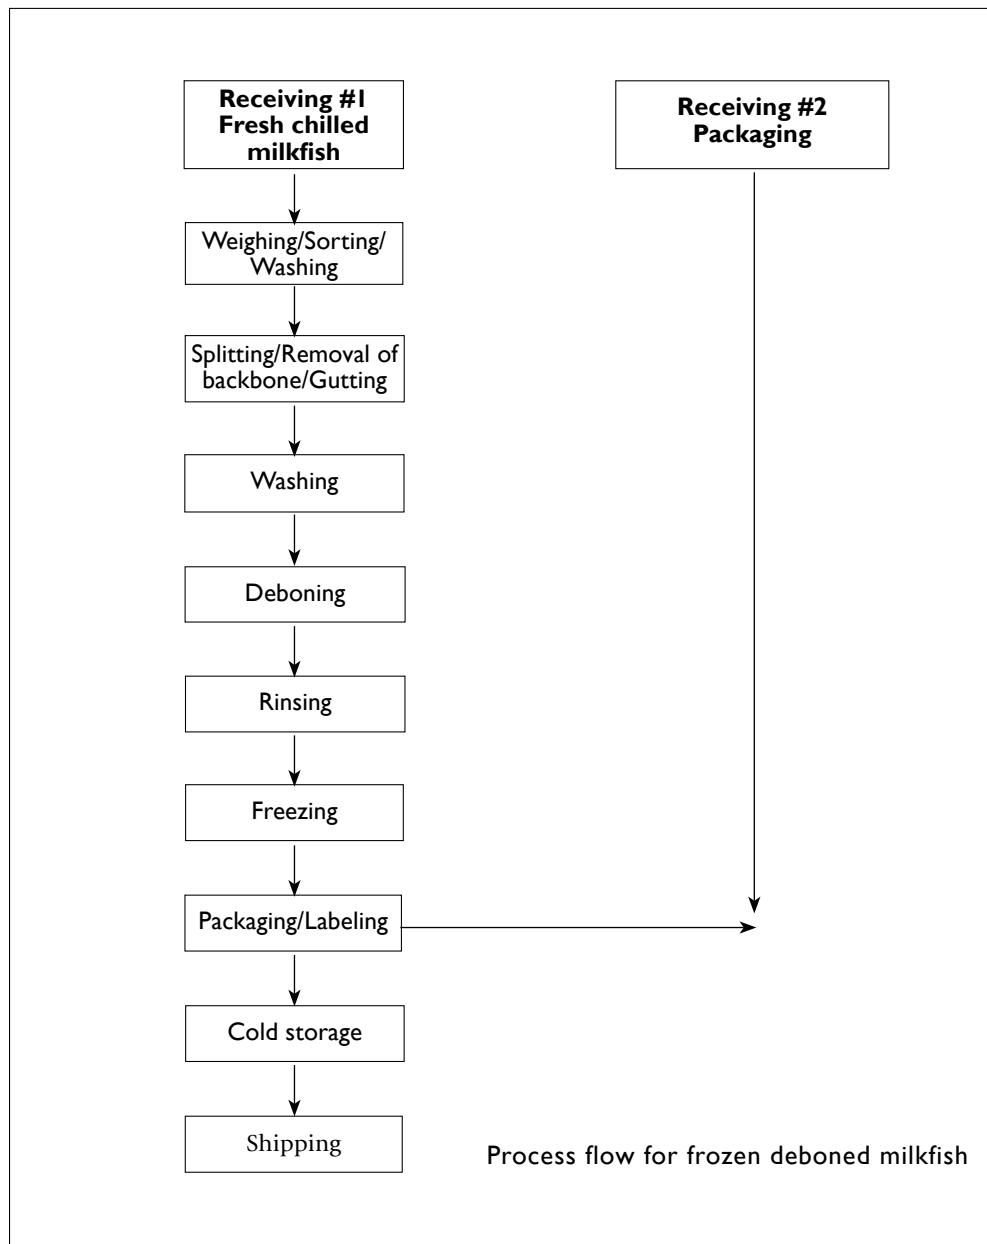 Receiving #1
Fresh chilled
milkfish
Receiving #2
Packaging
Weighing/Sorting/
Washing
Splitting/Removal of
backbone/Gutting
Washing
Deboning
Rinsing
Freezing
Packaging/Labeling
Cold storage
Shipping
Process flow for frozen deboned milkfish